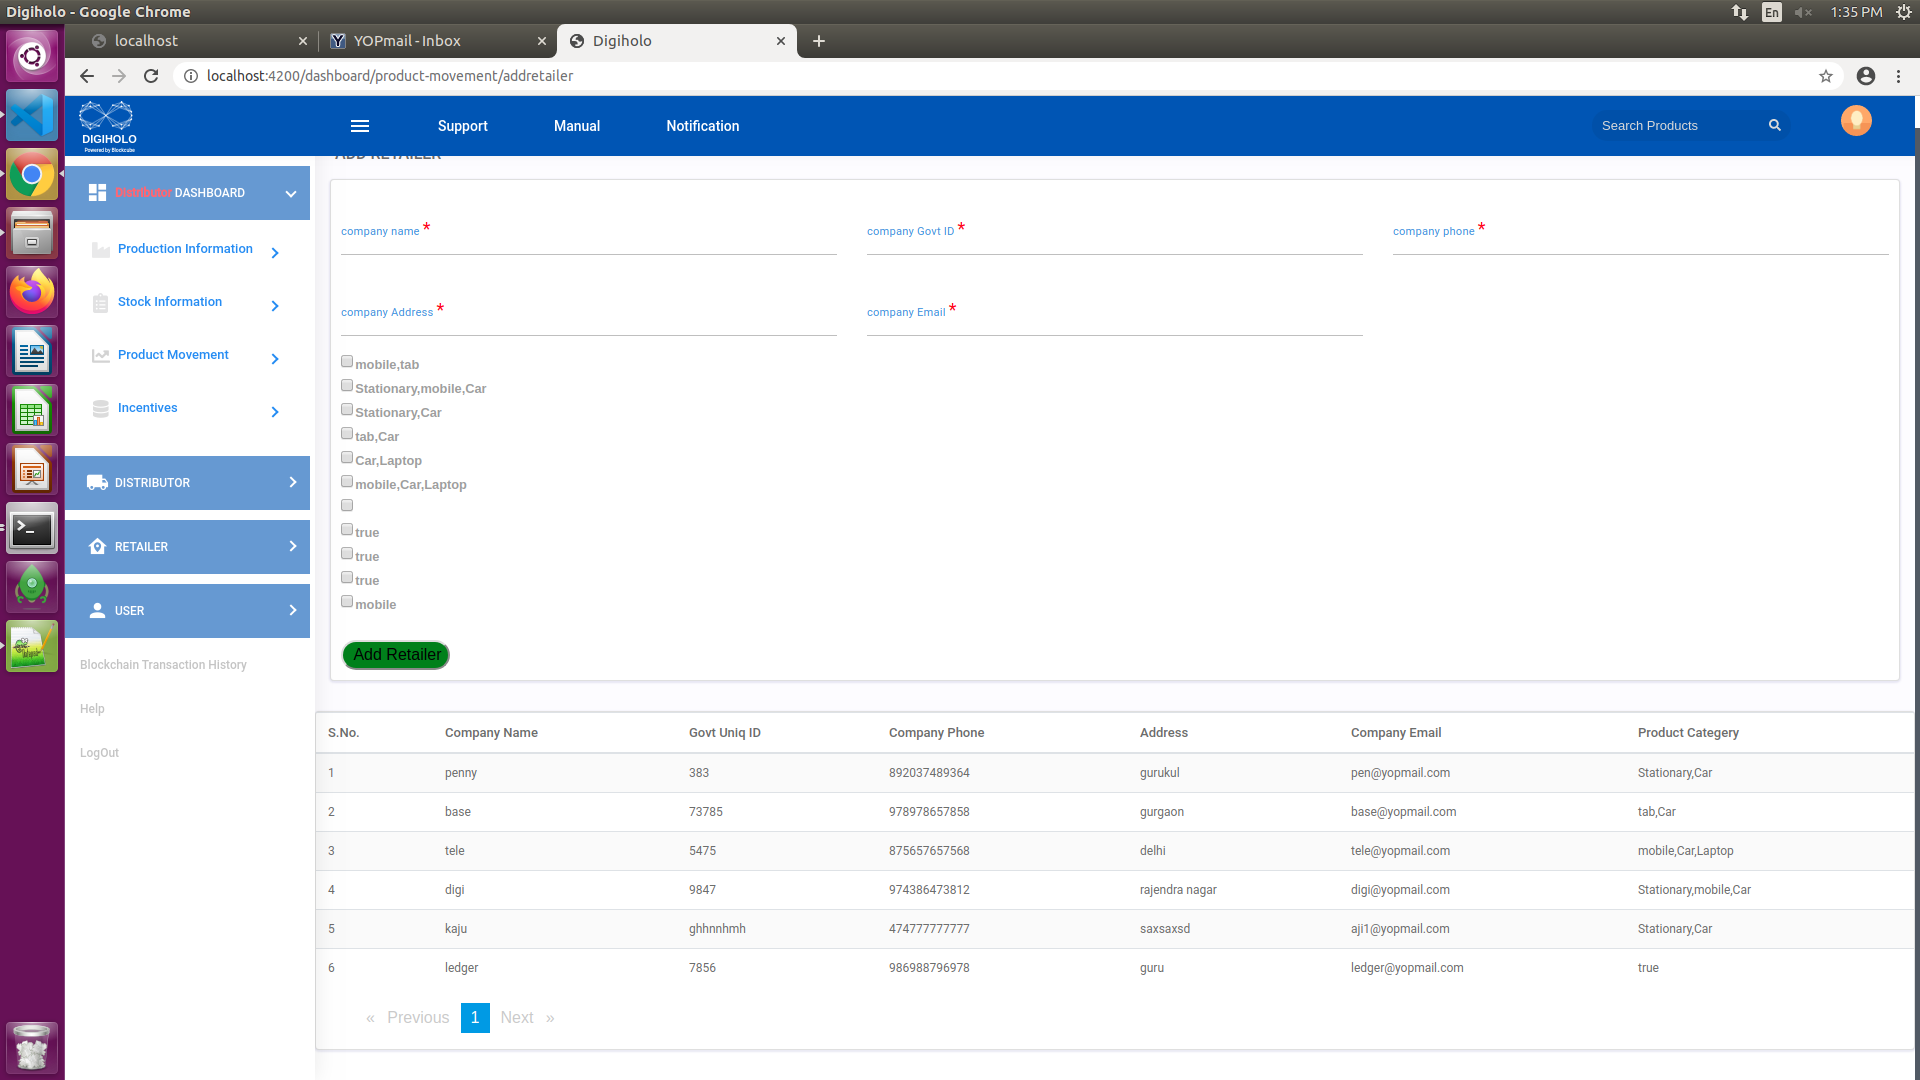 Digiholo - Google Chrome
En
1:35 PM
localhost
YOPmail - Inbox
Digiholo
localhost:4200/dashboard/product-movement/addretailer
DIGIHOLO
Powered by Blockcube
Support
Manual
Notification
Search Products
ADD RETAILER
Distributor DASHBOARD
Production Information
Stock Information
Product Movement
Incentives
DISTRIBUTOR
RETAILER
USER
Blockchain Transaction History
Help
LogOut
company name *
company Govt ID *
company phone *
company Address *
company Email *
mobile,tab
Stationary,mobile,Car
Stationary,Car
tab,Car
Car,Laptop
mobile,Car,Laptop
true
true
true
mobile
Add Retailer
S.No. Company Name Govt Uniq ID Company Phone Address Company Email Product Categery
1 penny 383 892037489364 gurukul pen@yopmail.com Stationary,Car
2 base 73785 978978657858 gurgaon base@yopmail.com tab,Car
3 tele 5475 875657657568 delhi tele@yopmail.com mobile,Car,Laptop
4 digi 9847 974386473812 rajendra nagar digi@yopmail.com Stationary,mobile,Car
5 kaju ghhnnhmh 474777777777 saxsaxsd aji1@yopmail.com Stationary,Car
6 ledger 7856 986988796978 guru ledger@yopmail.com true
« Previous 1 Next »